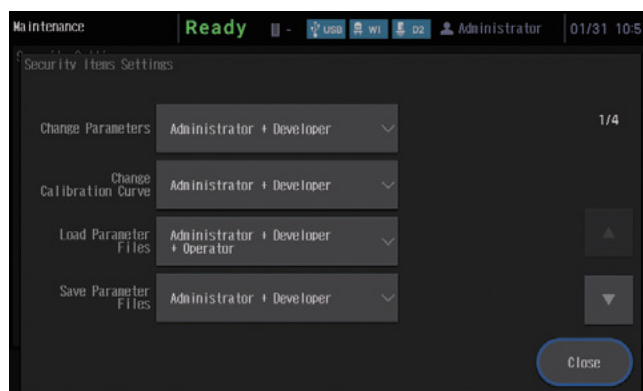 Maintenance Ready - USB WI D2 Administrator 01/31 10:5
Security Items Settings
1/4
Change Parameters Administrator + Developer
Change
Calibration Curve Administrator + Developer
Load Parameter Administrator + Developer
Files + Operator
Save Parameter
Files Administrator + Developer
Close